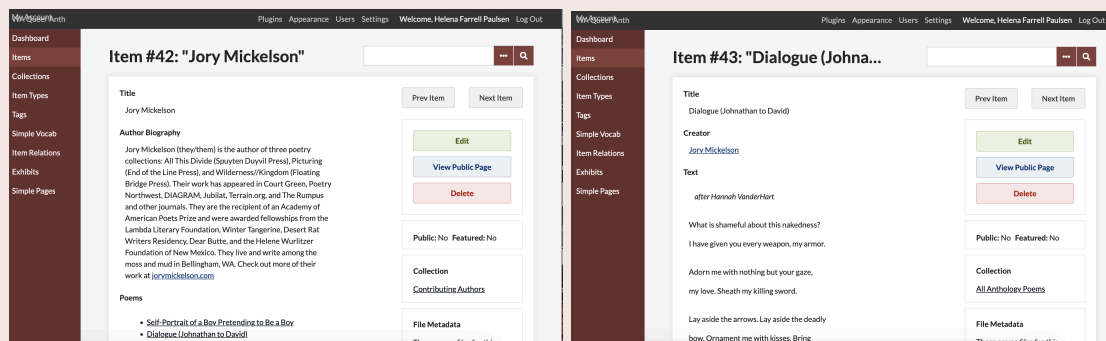 My Account
WA Queer Anth
Plugins Appearance Users Settings Welcome, Helena Farrell Paulsen Log Out
Dashboard
Items
Collections
Item Types
Tags
Simple Vocab
Item Relations
Exhibits
Simple Pages
Item #42: "Jory Mickelson"
Title
Jory Mickelson
Author Biography
Jory Mickelson (they/them) is the author of three poetry
collections: All This Divide (Spuyten Duyvil Press), Picturing
(End of the Line Press), and Wilderness//Kingdom (Floating
Bridge Press). Their work has appeared in Court Green, Poetry
Northwest, DIAGRAM, Jubilat, Terrain.org, and The Rumpus
and other journals. They are the recipient of an Academy of
American Poets Prize and were awarded fellowships from the
Lambda Literary Foundation, Winter Tangerine, Desert Rat
Writers Residency, Dear Butte, and the Helene Wurlitzer
Foundation of New Mexico. They live and write among the
moss and mud in Bellingham, WA. Check out more of their
work at jorymickelson.com
Poems
• Self-Portrait of a Boy Pretending to Be a Boy
• Dialogue (Johnathan to David)
Prev Item Next Item
Edit
View Public Page
Delete
Public: No Featured: No
Collection
Contributing Authors
File Metadata
My Account
WA Queer Anth
Plugins Appearance Users Settings Welcome, Helena Farrell Paulsen Log Out
Dashboard
Items
Collections
Item Types
Tags
Simple Vocab
Item Relations
Exhibits
Simple Pages
Item #43: "Dialogue (Johna...
Title
Dialogue (Johnathan to David)
Creator
Jory Mickelson
Text
after Hannah VanderHart
What is shameful about this nakedness?
I have given you every weapon, my armor.
Adorn me with nothing but your gaze,
my love. Sheath my killing sword.
Lay aside the arrows. Lay aside the deadly
bow. Ornament me with kisses. Bring
Prev Item Next Item
Edit
View Public Page
Delete
Public: No Featured: No
Collection
All Anthology Poems
File Metadata